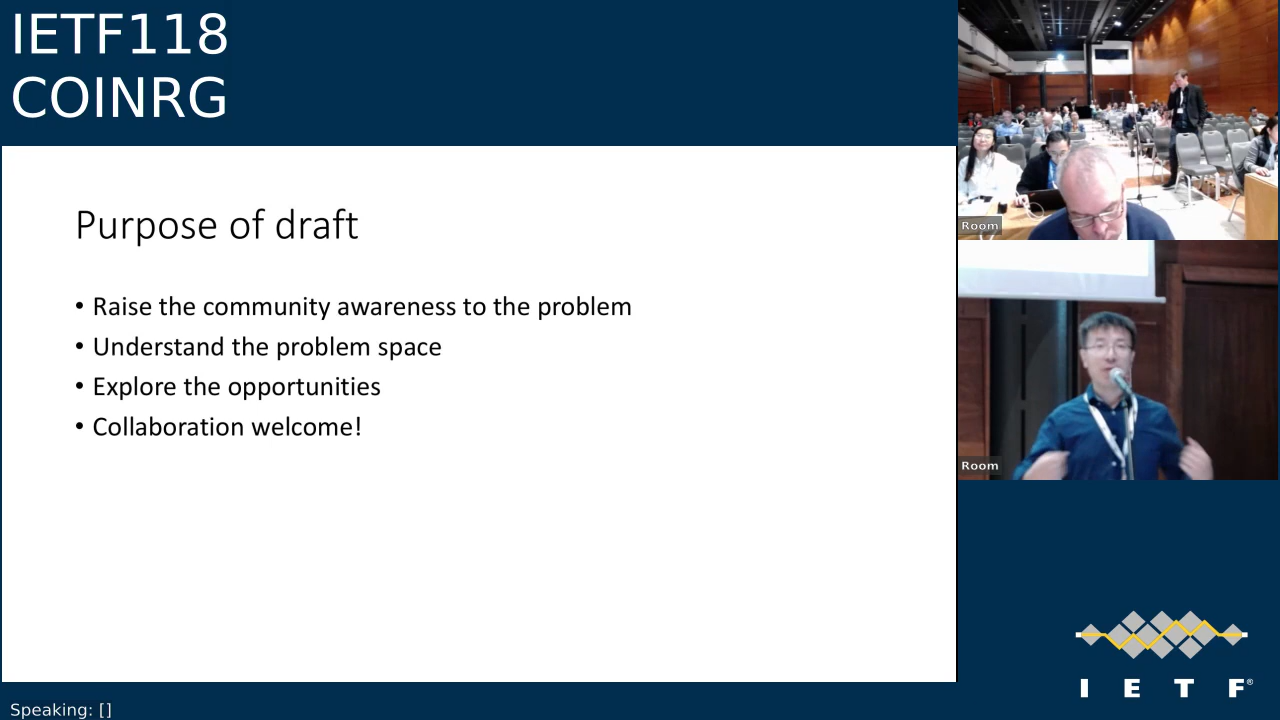 IETF118
COINRG
Purpose of draft
• Raise the community awareness to the problem
• Understand the problem space
• Explore the opportunities
• Collaboration welcome!
Room
Room
I E T F®
Speaking: []